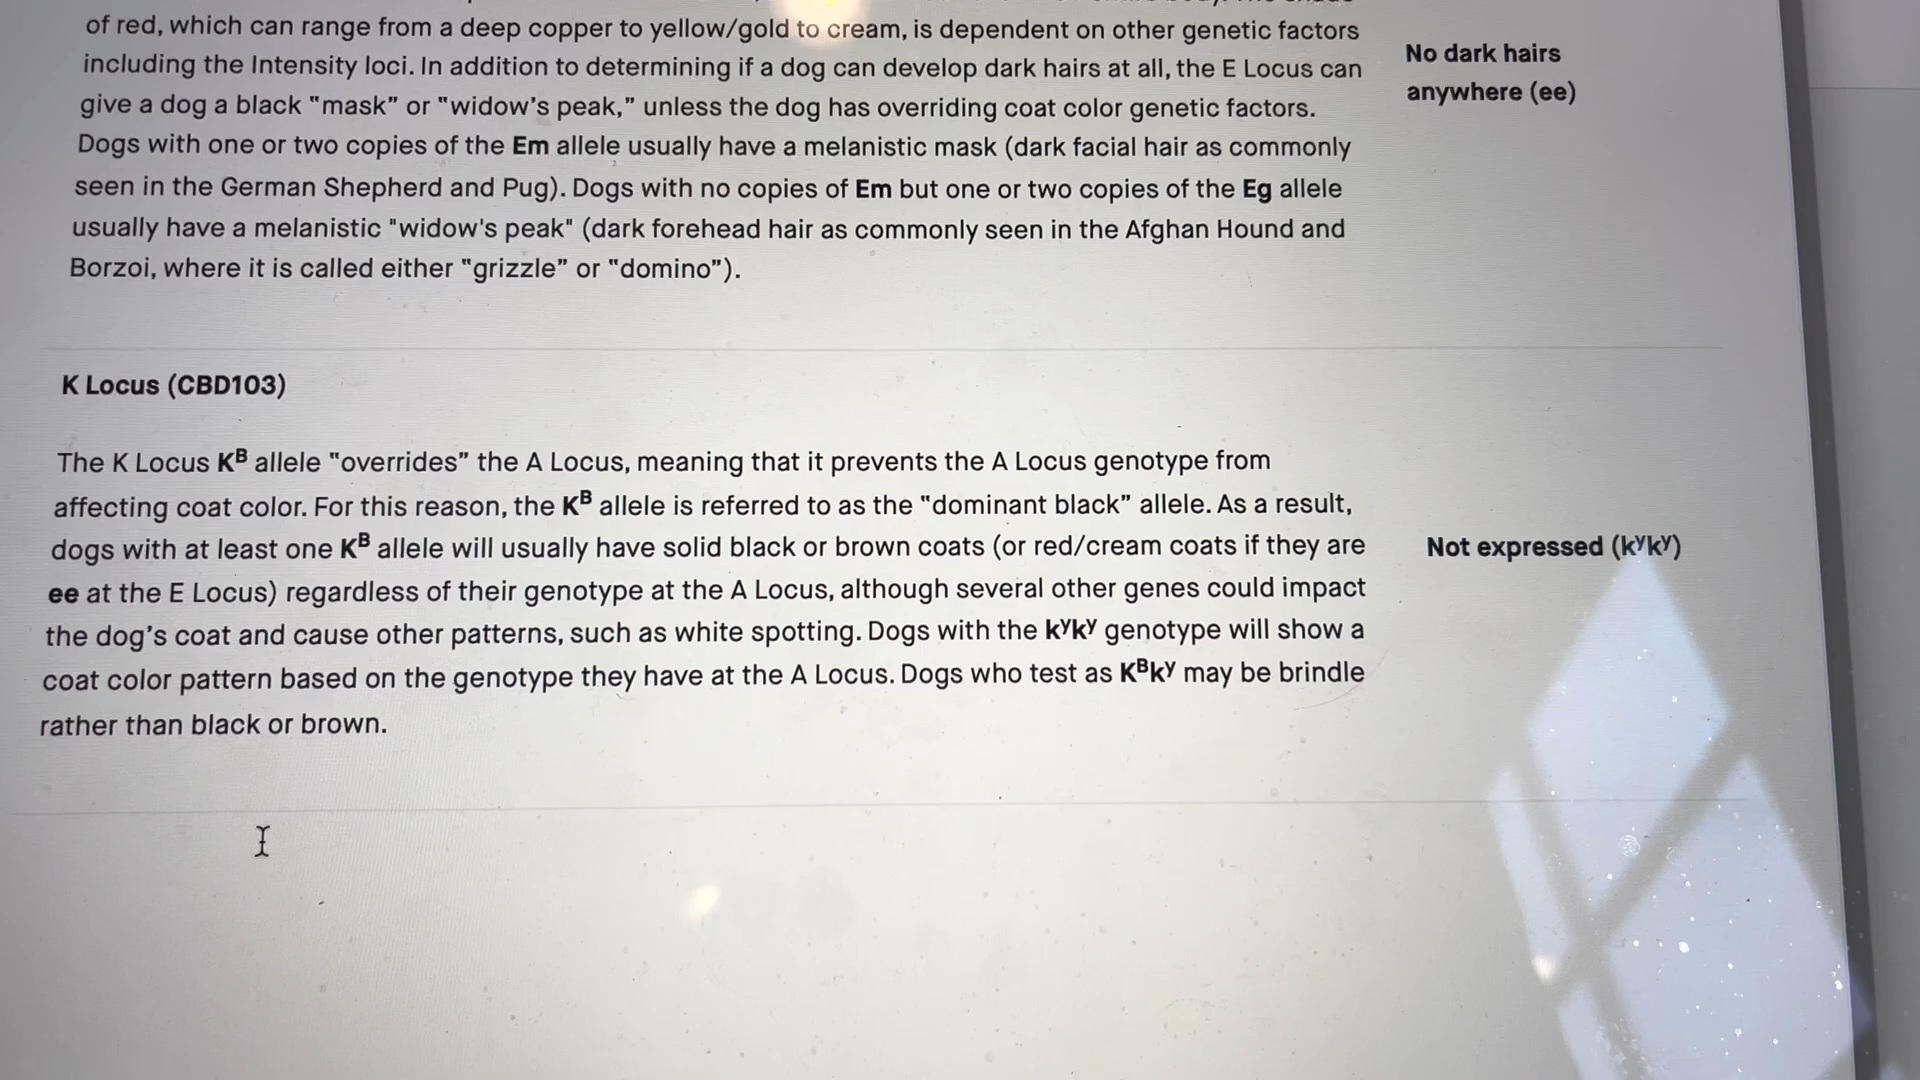 of red, which can range from a deep copper to yellow/gold to cream, is dependent on other genetic factors
including the Intensity loci. In addition to determining if a dog can develop dark hairs at all, the E Locus can
give a dog a black "mask" or "widow's peak," unless the dog has overriding coat color genetic factors.
Dogs with one or two copies of the Em allele usually have a melanistic mask (dark facial hair as commonly
seen in the German Shepherd and Pug). Dogs with no copies of Em but one or two copies of the Eg allele
usually have a melanistic "widow's peak" (dark forehead hair as commonly seen in the Afghan Hound and
Borzoi, where it is called either "grizzle" or "domino").
No dark hairs
anywhere (ee)
K Locus (CBD103)
The K Locus Kᴮ allele "overrides" the A Locus, meaning that it prevents the A Locus genotype from
affecting coat color. For this reason, the Kᴮ allele is referred to as the "dominant black" allele. As a result,
dogs with at least one Kᴮ allele will usually have solid black or brown coats (or red/cream coats if they are
ee at the E Locus) regardless of their genotype at the A Locus, although several other genes could impact
the dog's coat and cause other patterns, such as white spotting. Dogs with the kʸkʸ genotype will show a
coat color pattern based on the genotype they have at the A Locus. Dogs who test as Kᴮkʸ may be brindle
rather than black or brown.
Not expressed (kʸkʸ)